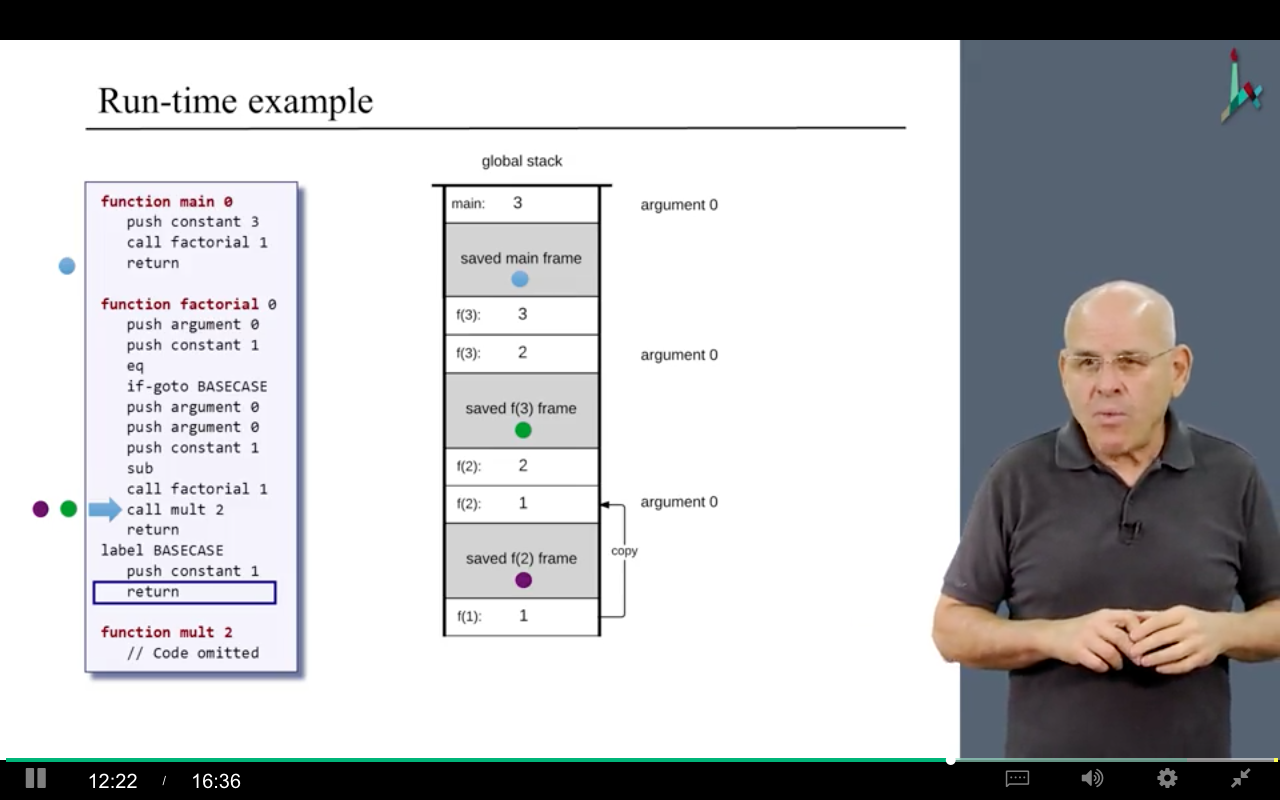 Run-time example
global stack
function main 0
push constant 3
call factorial 1
return
function factorial 0
push argument 0
push constant 1
eq
if-goto BASECASE
push argument 0
push argument 0
push constant 1
sub
call factorial 1
call mult 2
return
label BASECASE
push constant 1
return
function mult 2
// Code omitted
main: 3
argument 0
saved main frame
f(3): 3
f(3): 2
argument 0
saved f(3) frame
f(2): 2
f(2): 1
argument 0
saved f(2) frame
copy
f(1): 1
12:22 / 16:36